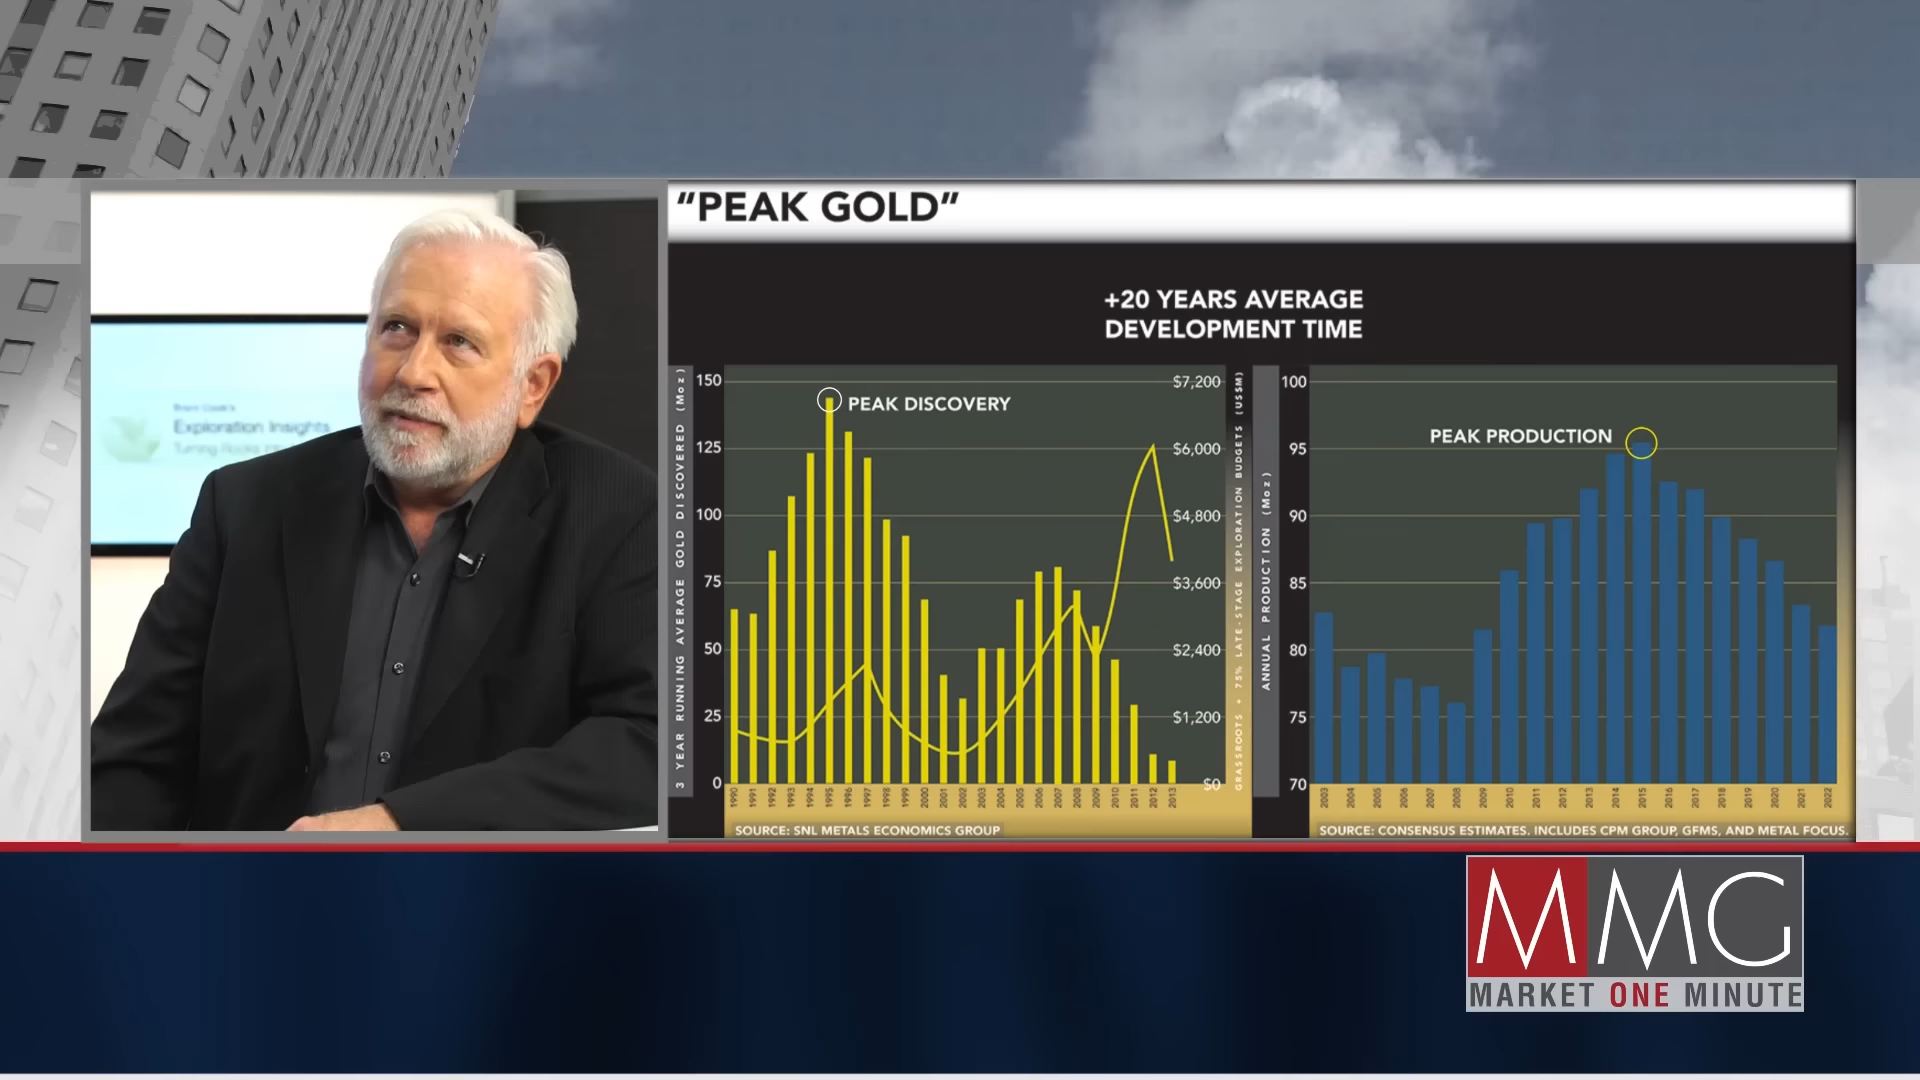 “PEAK GOLD”
+20 YEARS AVERAGE
DEVELOPMENT TIME
Exploration Insights
3 YEAR RUNNING AVERAGE GOLD DISCOVERED (Moz)
150
125
100
75
50
25
0
PEAK DISCOVERY
$7,200
$6,000
$4,800
$3,600
$2,400
$1,200
$0
GRASSROOTS + 75% LATE-STAGE EXPLORATION BUDGETS (US$M)
1990 1991 1992 1993 1994 1995 1996 1997 1998 1999 2000 2001 2002 2003 2004 2005 2006 2007 2008 2009 2010 2011 2012 2013
SOURCE: SNL METALS ECONOMICS GROUP
ANNUAL PRODUCTION (Moz)
100
95
90
85
80
75
70
PEAK PRODUCTION
2003 2004 2005 2006 2007 2008 2009 2010 2011 2012 2013 2014 2015 2016 2017 2018 2019 2020 2021 2022
SOURCE: CONSENSUS ESTIMATES. INCLUDES CPM GROUP, GFMS, AND METAL FOCUS.
MMG
MARKET ONE MINUTE